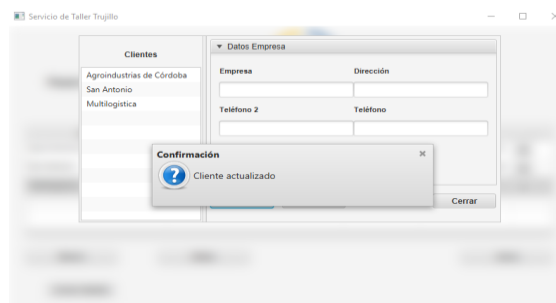 Servicio de Taller Trujillo
Clientes
Agroindustrias de Córdoba
San Antonio
Multilogistica
Datos Empresa
Empresa Dirección
Teléfono 2 Teléfono
Confirmación
Cliente actualizado
Cerrar